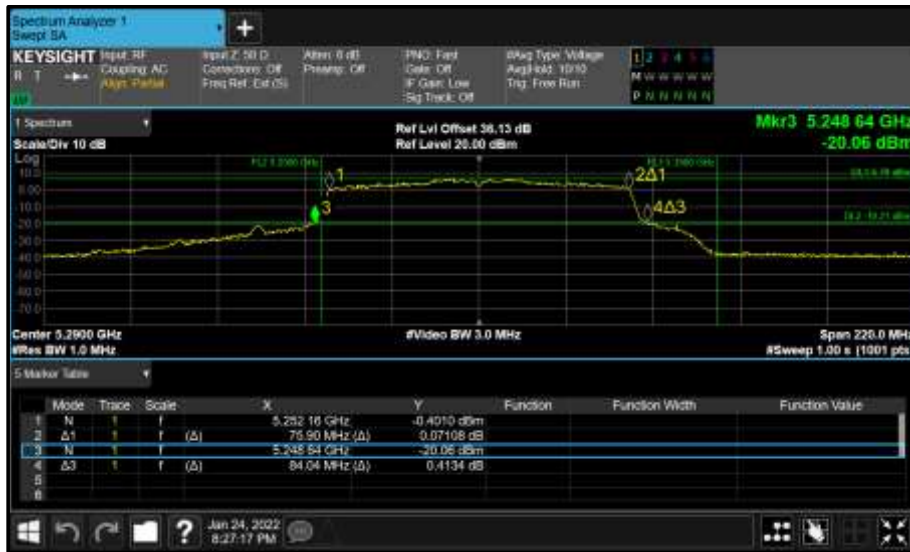 Spectrum Analyzer 1
Swept SA
+
KEYSIGHT Input: RF
R T
Coupling: AC
Align: Partial
Input Z: 50 Ω
Corrections: Off
Freq Ref: Ext (S)
Atten: 6 dB
Preamp: Off
PNO: Fast
Gate: Off
IF Gain: Low
Sig Track: Off
#Avg Type: Voltage
Avg|Hold: 10/10
Trig: Free Run
1 2 3 4 5 6
M W W W W W
P N N N N N
1 Spectrum
Scale/Div 10 dB
Ref Lvl Offset 36.13 dB
Ref Level 20.00 dBm
Mkr3 5.248 64 GHz
-20.06 dBm
Log
10.0
0.00
-10.0
-20.0
-30.0
-40.0
-50.0
-60.0
-70.0
1
2Δ1
3
4Δ3
Center 5.2900 GHz
#Res BW 1.0 MHz
#Video BW 3.0 MHz
Span 220.0 MHz
#Sweep 1.00 s (1001 pts
5 Marker Table
Mode Trace Scale X Y Function Function Width Function Value
1 N 1 f 5.252 16 GHz -0.4010 dBm
2 Δ1 1 f (Δ) 75.90 MHz (Δ) 0.07108 dB
3 N 1 f 5.248 64 GHz -20.06 dBm
4 Δ3 1 f (Δ) 84.04 MHz (Δ) 0.4134 dB
5
6
?
Jan 24, 2022
8:27:17 PM